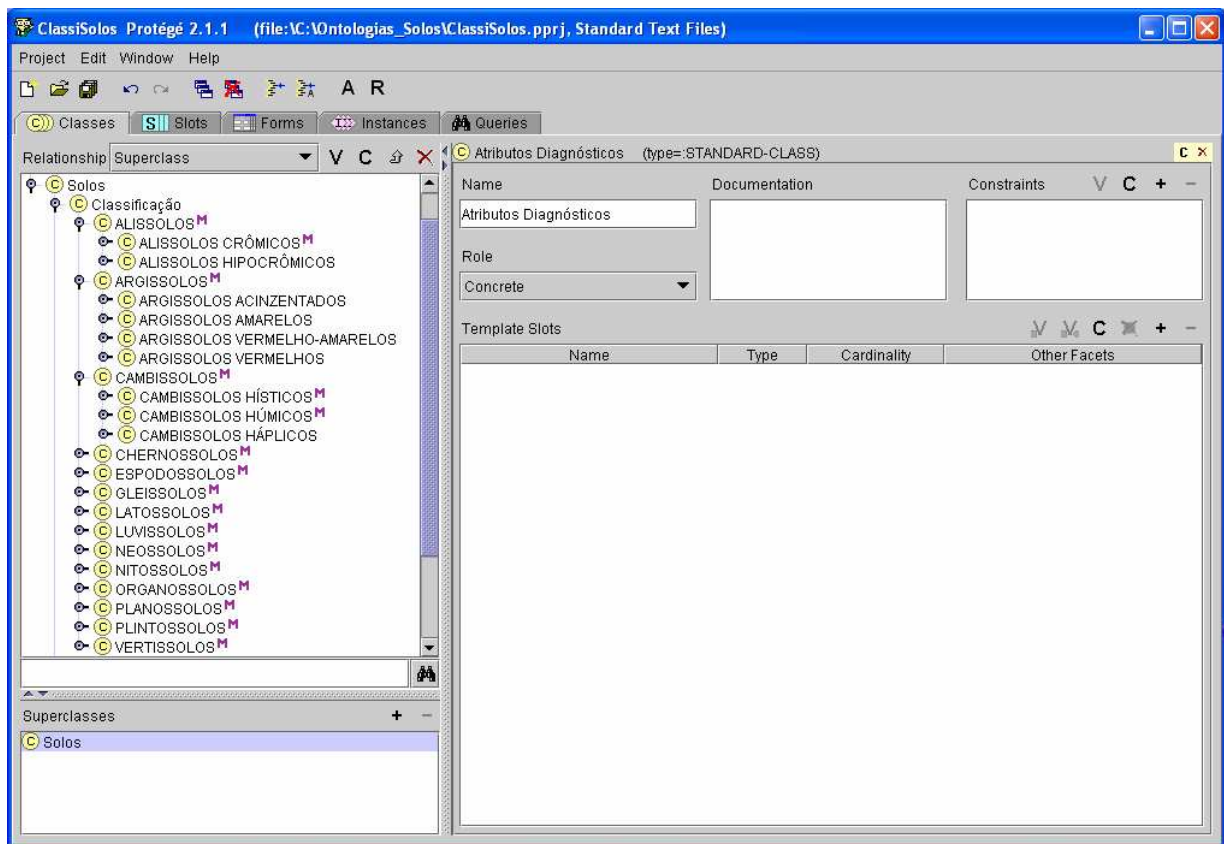 ClassiSolos Protégé 2.1.1 (file:\C:\Ontologias_Solos\ClassiSolos.pprj, Standard Text Files)
Project Edit Window Help
A R
C Classes S Slots Forms Instances Queries
Relationship Superclass V C
C Solos
C Classificação
C ALISSOLOS M
C ALISSOLOS CRÔMICOS M
C ALISSOLOS HIPOCRÔMICOS
C ARGISSOLOS M
C ARGISSOLOS ACINZENTADOS
C ARGISSOLOS AMARELOS
C ARGISSOLOS VERMELHO-AMARELOS
C ARGISSOLOS VERMELHOS
C CAMBISSOLOS M
C CAMBISSOLOS HÍSTICOS M
C CAMBISSOLOS HÚMICOS M
C CAMBISSOLOS HÁPLICOS
C CHERNOSSOLOS M
C ESPODOSSOLOS M
C GLEISSOLOS M
C LATOSSOLOS M
C LUVISSOLOS M
C NEOSSOLOS M
C NITOSSOLOS M
C ORGANOSSOLOS M
C PLANOSSOLOS M
C PLINTOSSOLOS M
C VERTISSOLOS M
Superclasses + -
C Solos
C Atributos Diagnósticos (type=:STANDARD-CLASS) C ×
Name Documentation Constraints V C + -
Atributos Diagnósticos
Role
Concrete
Template Slots V V C + -
Name Type Cardinality Other Facets